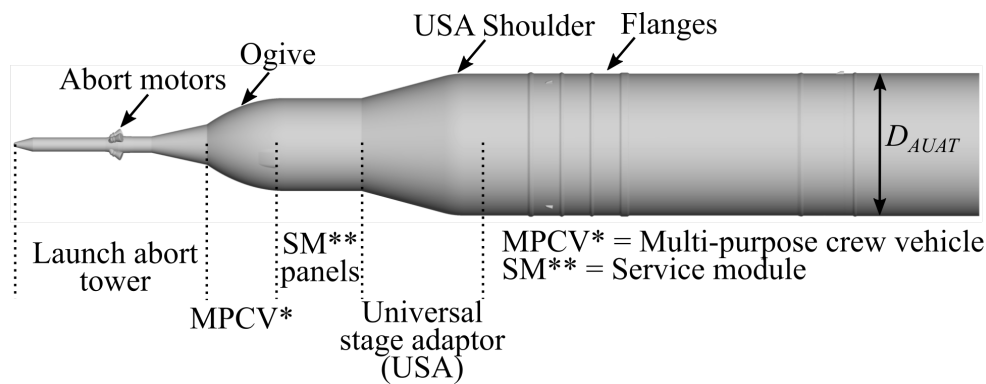 USA Shoulder
Flanges
Ogive
Abort motors
D_AUAT
Launch abort
tower
MPCV*
SM**
panels
Universal
stage adaptor
(USA)
MPCV* = Multi-purpose crew vehicle
SM** = Service module